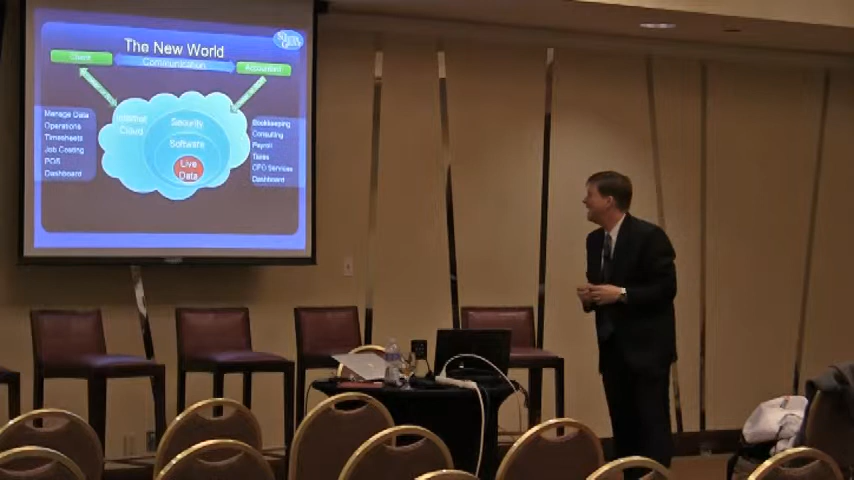 The New World
Client
Communication
Accountant
Internet
Cloud
Security
Software
Live
Data
Manage Data
Operations
Timesheets
Job Costing
POS
Dashboard
Bookkeeping
Consulting
Payroll
Taxes
CFO Services
Dashboard